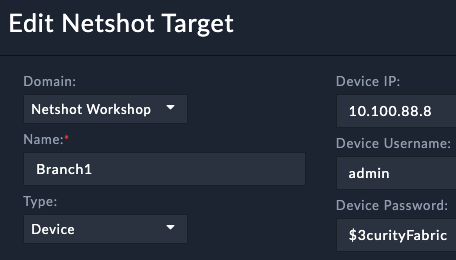 Edit Netshot Target
Domain:
Netshot Workshop
Name:*
Branch1
Type:
Device
Device IP:
10.100.88.8
Device Username:
admin
Device Password:
$3curityFabric